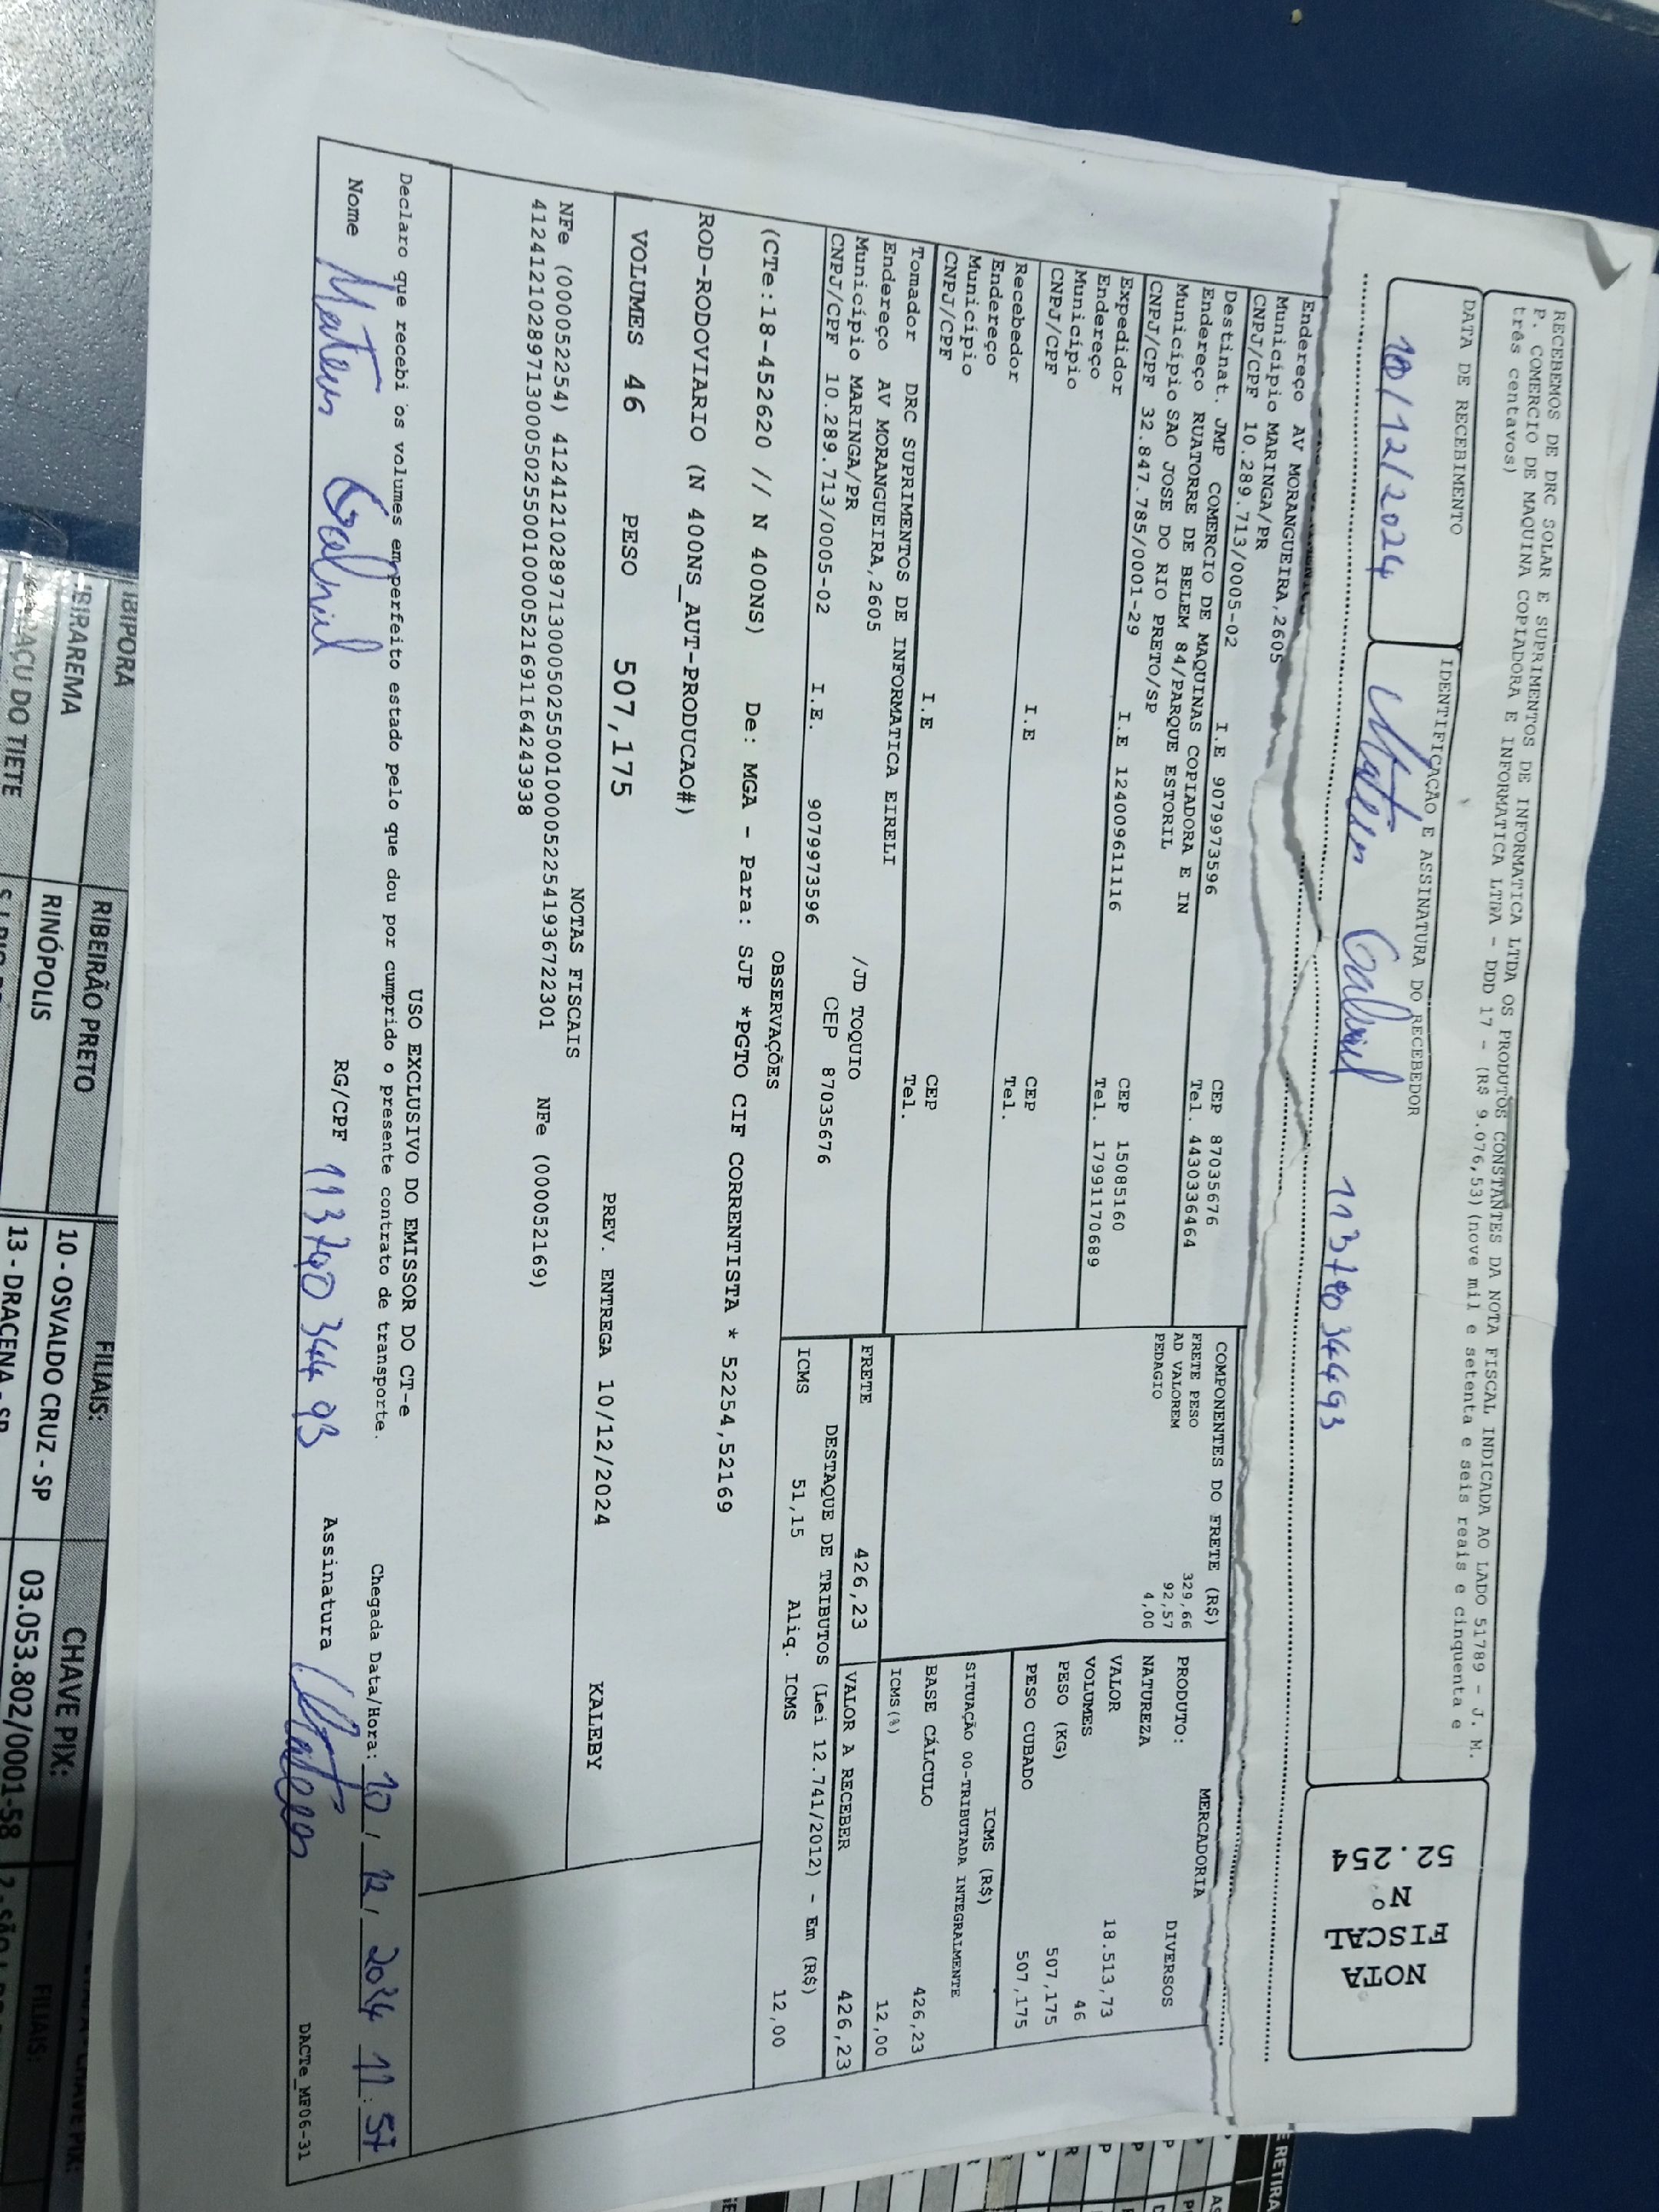 RECEBEMOS DE DRC SOLAR E SUPRIMENTOS DE INFORMATICA LTDA OS PRODUTOS CONSTANTES DA NOTA FISCAL INDICADA AO LADO 51789 - J. M.
P. COMERCIO DE MAQUINA COPIADORA E INFORMATICA LTDA - DDD 17 - (R$ 9.076,53)(nove mil e setenta e seis reais e cinquenta e
três centavos)
DATA DE RECEBIMENTO
IDENTIFICAÇÃO E ASSINATURA DO RECEBEDOR
10/12/2024
Mateus Gabriel
NOTA
FISCAL
Nº
52.254
Endereço AV MORANGUEIRA,2605
Município MARINGA/PR CEP 87035676
CNPJ/CPF 10.289.713/0005-02 I.E 9079973596 Tel. 4430336464
Destinat. JMP COMERCIO DE MAQUINAS COPIADORA E IN
Endereço RUATORRE DE BELEM 84/PARQUE ESTORIL
Município SAO JOSE DO RIO PRETO/SP CEP 15085160
CNPJ/CPF 32.847.785/0001-29 I.E 124009611116 Tel. 17991170689
Expedidor
Endereço
Município CEP
CNPJ/CPF I.E Tel.
Recebedor
Endereço
Município CEP
CNPJ/CPF I.E Tel.
Tomador DRC SUPRIMENTOS DE INFORMATICA EIRELI
Endereço AV MORANGUEIRA,2605 /JD TOQUIO
Município MARINGA/PR CEP 87035676
CNPJ/CPF 10.289.713/0005-02 I.E. 9079973596
COMPONENTES DO FRETE (R$)
FRETE PESO 329,66
AD VALOREM 92,57
PEDAGIO 4,00
FRETE 426,23
MERCADORIA
PRODUTO: DIVERSOS
NATUREZA
VALOR 18.513,73
VOLUMES 46
PESO (KG) 507,175
PESO CUBADO 507,175
ICMS (R$)
SITUAÇÃO 00-TRIBUTADA INTEGRALMENTE
BASE CÁLCULO 426,23
ICMS(%) 12,00
VALOR A RECEBER 426,23
DESTAQUE DE TRIBUTOS (Lei 12.741/2012) - Em (R$)
ICMS 51,15 Aliq. ICMS 12,00
OBSERVAÇÕES
(CTe:18-452620 // N 400NS) De: MGA - Para: SJP *PGTO CIF CORRENTISTA * 52254,52169
ROD-RODOVIARIO (N 400NS_AUT-PRODUCAO#)
VOLUMES 46 PESO 507,175 PREV. ENTREGA 10/12/2024 KALEBY
NOTAS FISCAIS
NFe (000052254) 41241210289713000502550010000522541936722301 NFe (000052169)
41241210289713000502550010000521691164243938
USO EXCLUSIVO DO EMISSOR DO CT-e
Declaro que recebi os volumes em perfeito estado pelo que dou por cumprido o presente contrato de transporte.
Chegada Data/Hora: 10/12/2024 11:57
Nome Mateus Gabriel RG/CPF Assinatura Mateus
DACTe_MF06-31
IBIPORÃ
IBIRAREMA
RIBEIRÃO PRETO
RINÓPOLIS
FILIAIS:
10 - OSVALDO CRUZ - SP
13 - DRACENA - SP
CHAVE PIX:
03.053.802/0001-58
FILIAIS: